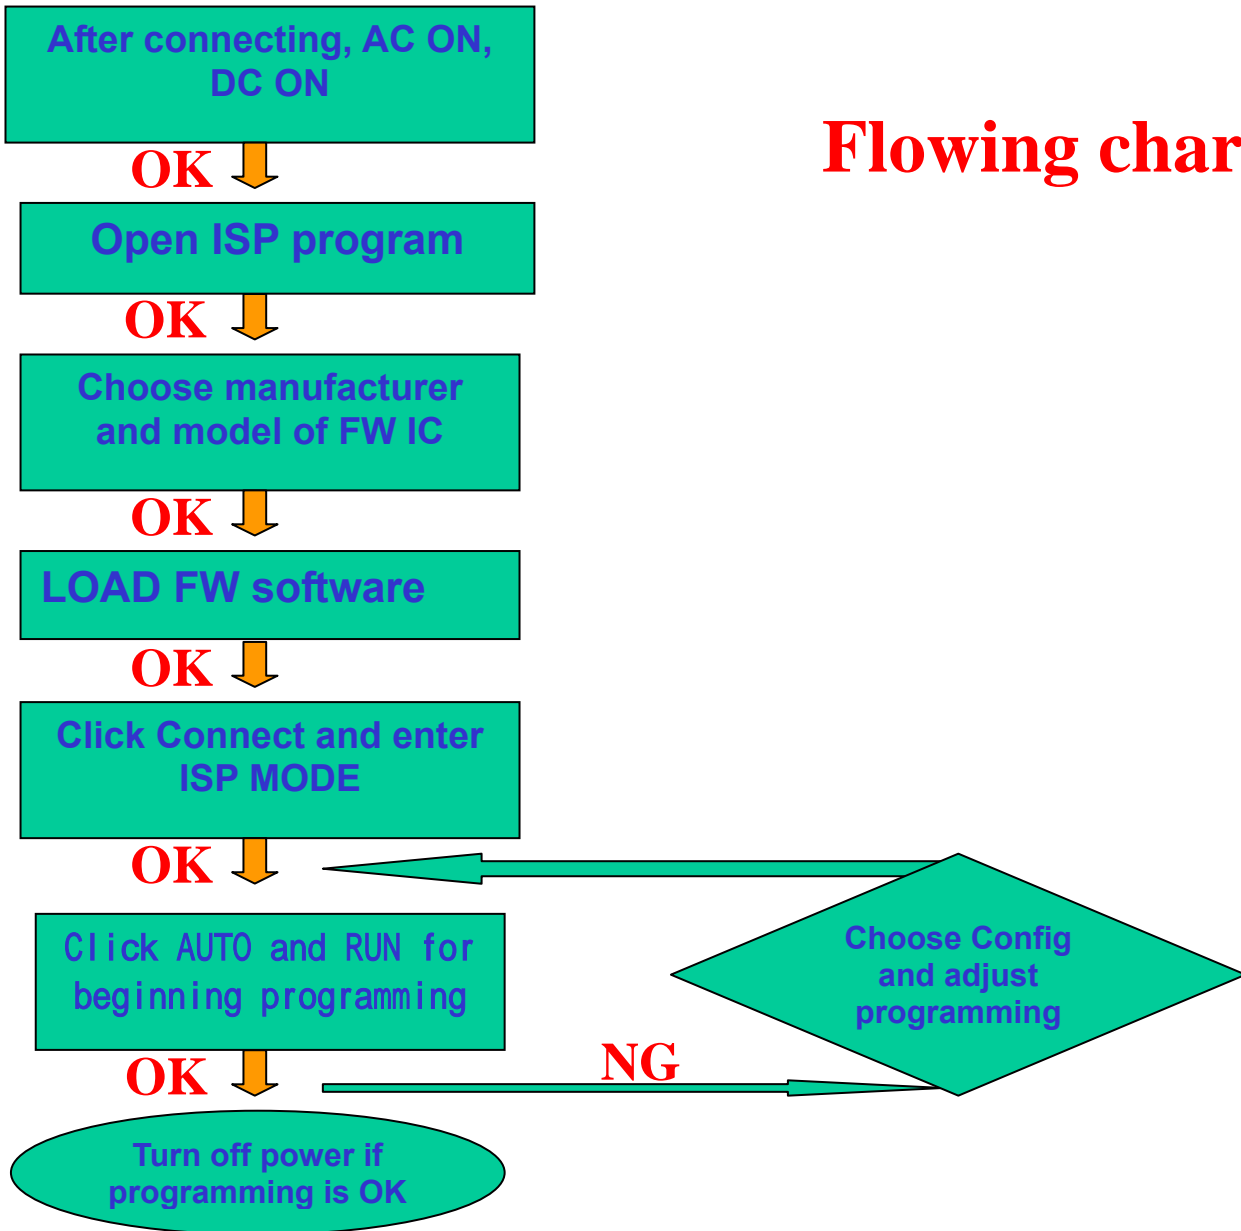 After connecting, AC ON,
DC ON
Flowing char
OK
Open ISP program
OK
Choose manufacturer
and model of FW IC
OK
LOAD FW software
OK
Click Connect and enter
ISP MODE
OK
Click AUTO and RUN for
beginning programming
Choose Config
and adjust
programming
OK
NG
Turn off power if
programming is OK